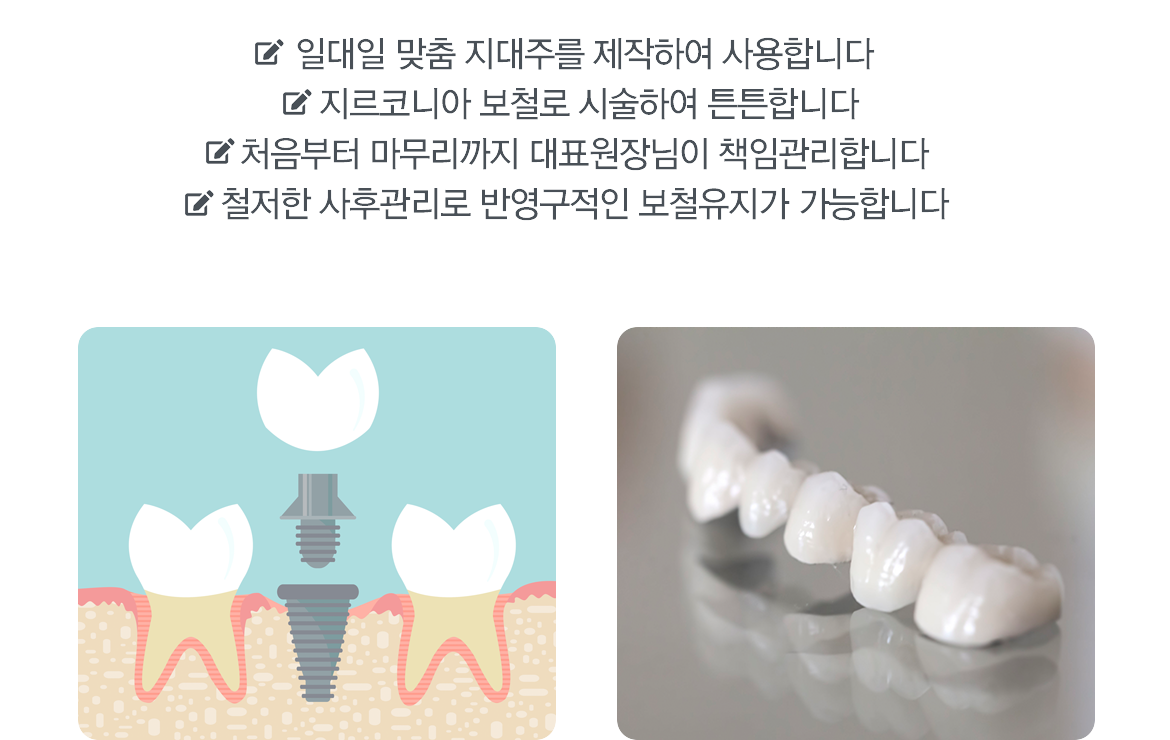 일대일 맞춤 지대주를 제작하여 사용합니다
지르코니아 보철로 시술하여 튼튼합니다
처음부터 마무리까지 대표원장님이 책임관리합니다
철저한 사후관리로 반영구적인 보철유지가 가능합니다